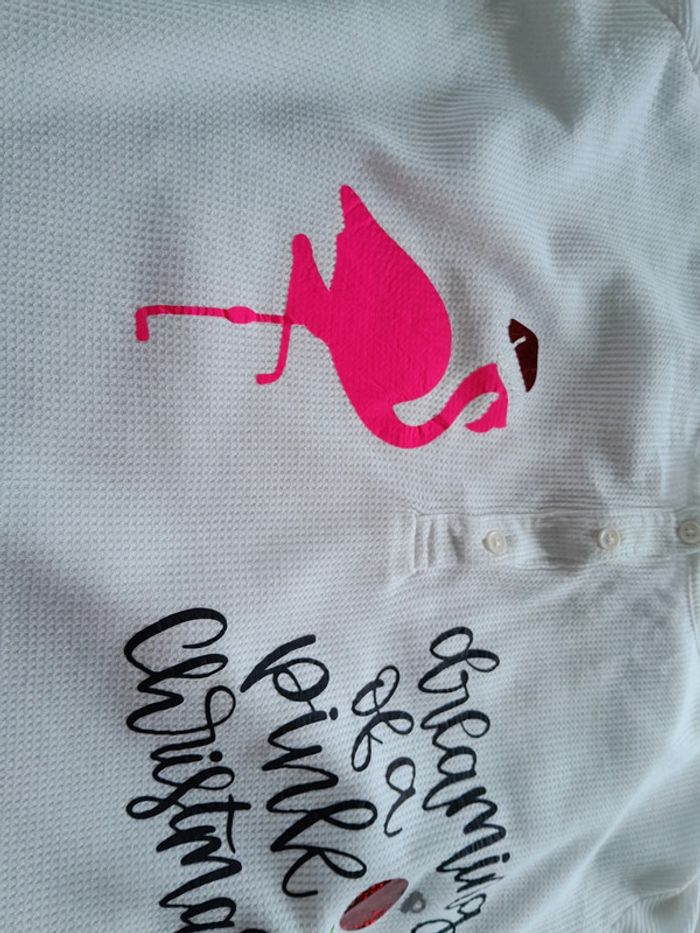 dreaming
of a
pink
Christma